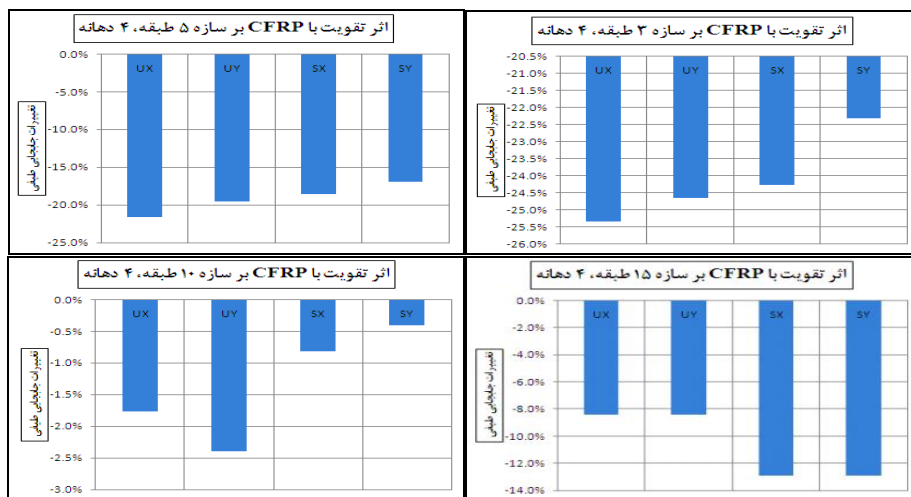 اثر تقویت با CFRP بر سازه ۵ طبقه، ۴ دهانه
0.0%
-5.0%
-10.0%
-15.0%
-20.0%
-25.0%
تغییرات جابجایی طیفی
UX
UY
SX
SY
اثر تقویت با CFRP بر سازه ۳ طبقه، ۴ دهانه
-20.5%
-21.0%
-21.5%
-22.0%
-22.5%
-23.0%
-23.5%
-24.0%
-24.5%
-25.0%
-25.5%
-26.0%
تغییرات جابجایی طیفی
UX
UY
SX
SY
اثر تقویت با CFRP بر سازه ۱۰ طبقه، ۴ دهانه
0.0%
-0.5%
-1.0%
-1.5%
-2.0%
-2.5%
-3.0%
تغییرات جابجایی طیفی
UX
UY
SX
SY
اثر تقویت با CFRP بر سازه ۱۵ طبقه، ۴ دهانه
0.0%
-2.0%
-4.0%
-6.0%
-8.0%
-10.0%
-12.0%
-14.0%
تغییرات جابجایی طیفی
UX
UY
SX
SY